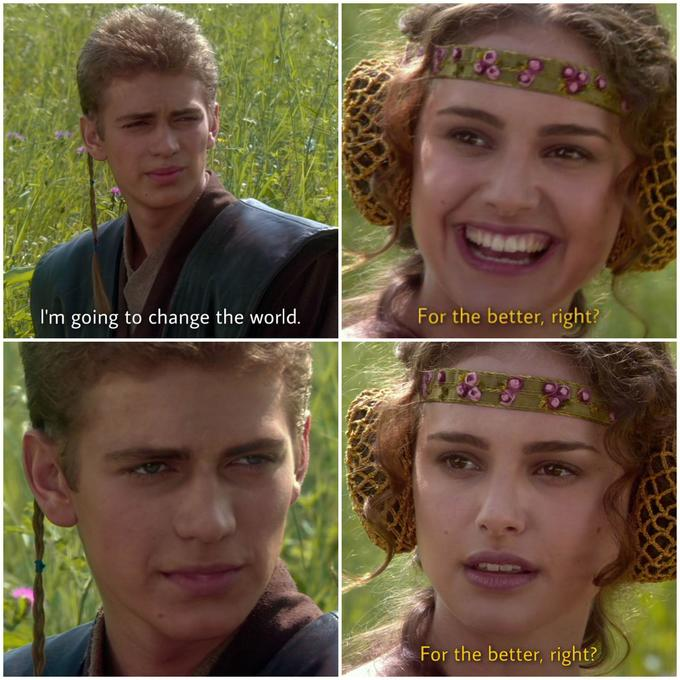 I'm going to change the world.
For the better, right?
For the better, right?